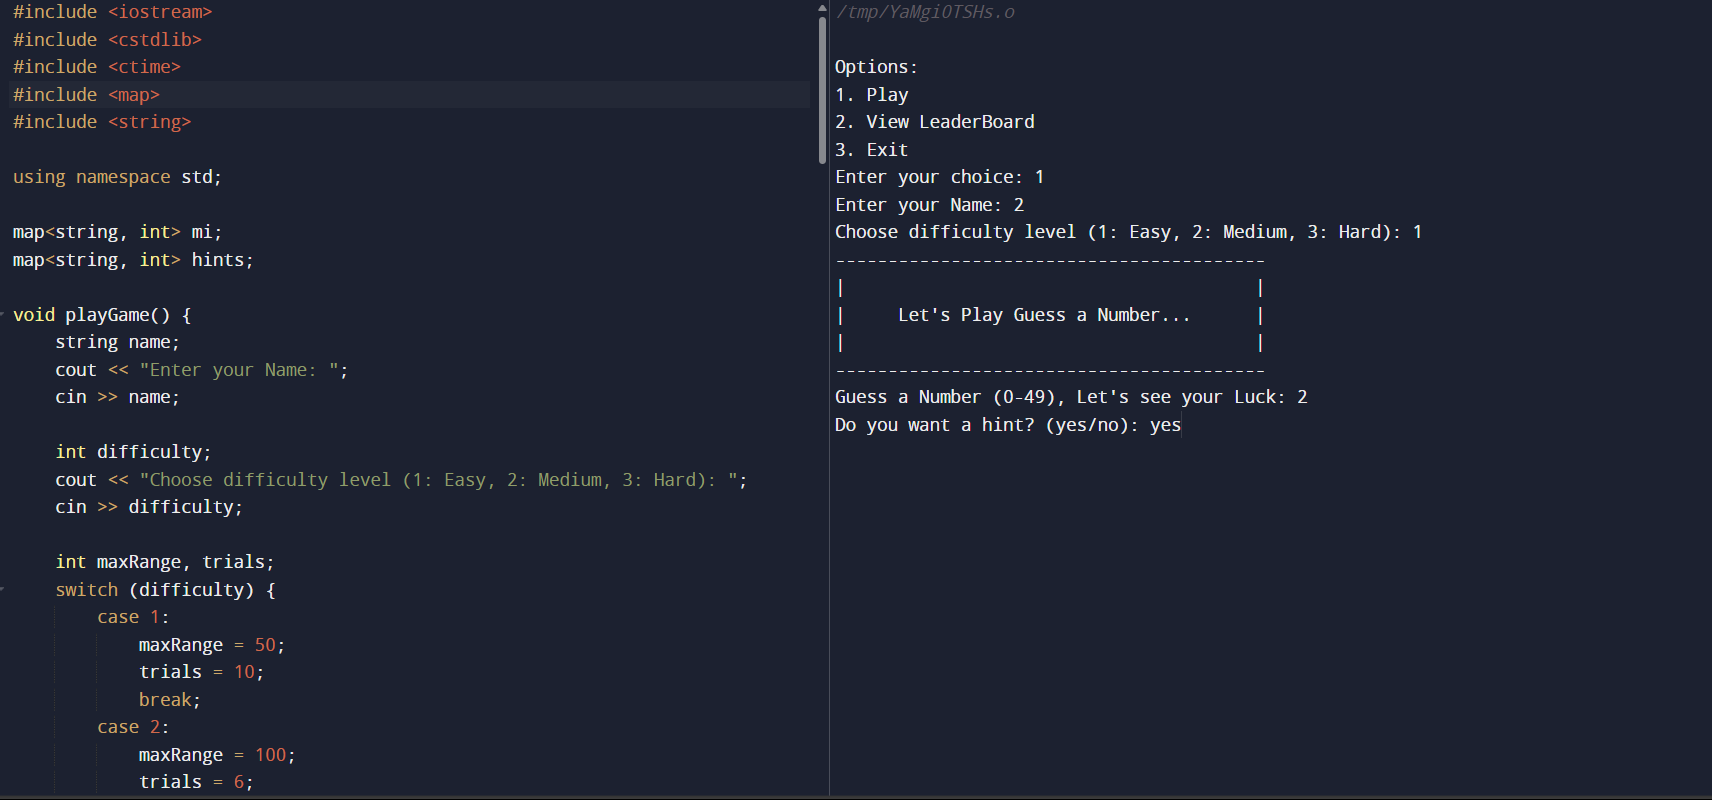 #include <iostream>
#include <cstdlib>
#include <ctime>
#include <map>
#include <string>
using namespace std;
map<string, int> mi;
map<string, int> hints;
void playGame() {
string name;
cout << "Enter your Name: ";
cin >> name;
int difficulty;
cout << "Choose difficulty level (1: Easy, 2: Medium, 3: Hard): ";
cin >> difficulty;
int maxRange, trials;
switch (difficulty) {
case 1:
maxRange = 50;
trials = 10;
break;
case 2:
maxRange = 100;
trials = 6;
/tmp/YaMgiOTSHs.o
Options:
1. Play
2. View LeaderBoard
3. Exit
Enter your choice: 1
Enter your Name: 2
Choose difficulty level (1: Easy, 2: Medium, 3: Hard): 1
-----------------------------------------
|                                       |
|     Let's Play Guess a Number...      |
|                                       |
-----------------------------------------
Guess a Number (0-49), Let's see your Luck: 2
Do you want a hint? (yes/no): yes